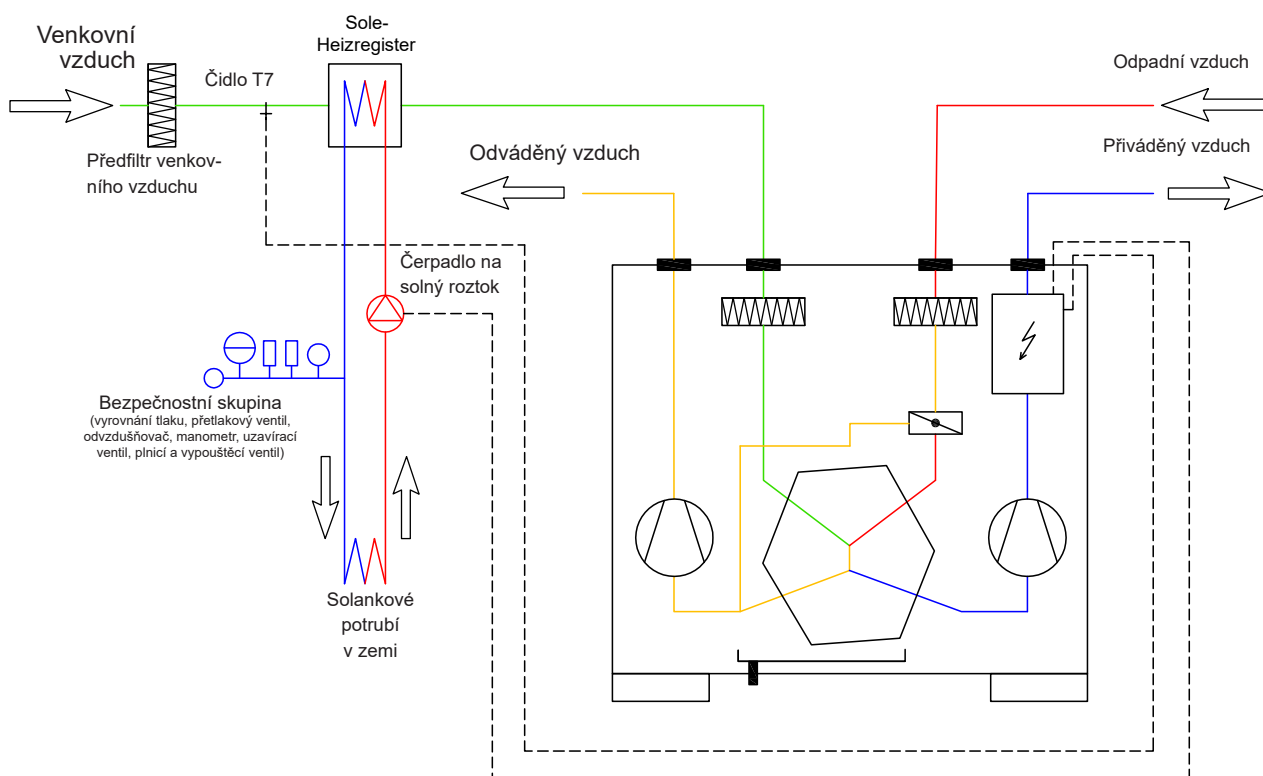 Venkovní
vzduch
Čidlo T7
Sole-
Heizregister
Předfiltr venkov-
ního vzduchu
Odváděný vzduch
Odpadní vzduch
Přiváděný vzduch
Čerpadlo na
solný roztok
Bezpečnostní skupina
(vyrovnání tlaku, přetlakový ventil,
odvzdušňovač, manometr, uzavírací
ventil, plnicí a vypouštěcí ventil)
Solankové
potrubí
v zemi